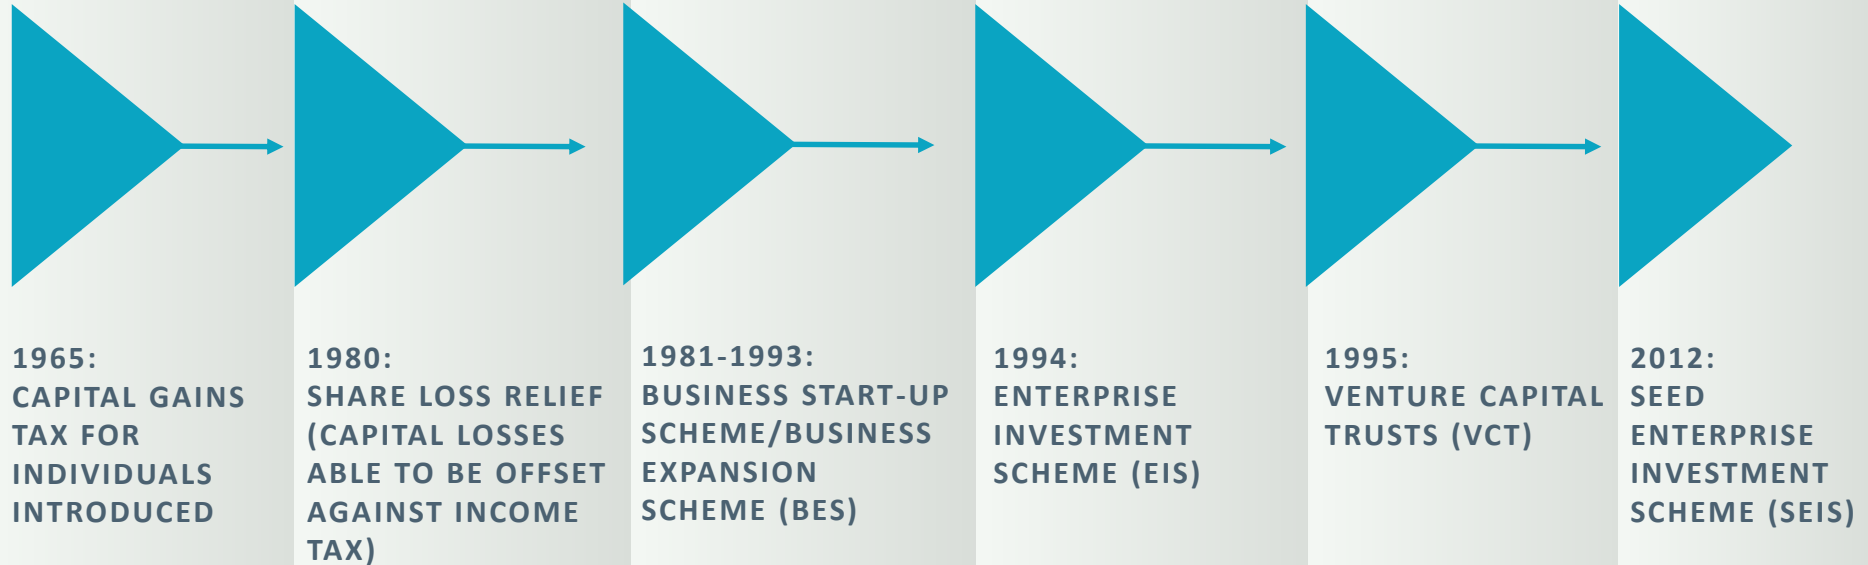 1965:
CAPITAL GAINS
TAX FOR
INDIVIDUALS
INTRODUCED
1980:
SHARE LOSS RELIEF
(CAPITAL LOSSES
ABLE TO BE OFFSET
AGAINST INCOME
TAX)
1981-1993:
BUSINESS START-UP
SCHEME/BUSINESS
EXPANSION
SCHEME (BES)
1994:
ENTERPRISE
INVESTMENT
SCHEME (EIS)
1995:
VENTURE CAPITAL
TRUSTS (VCT)
2012:
SEED
ENTERPRISE
INVESTMENT
SCHEME (SEIS)